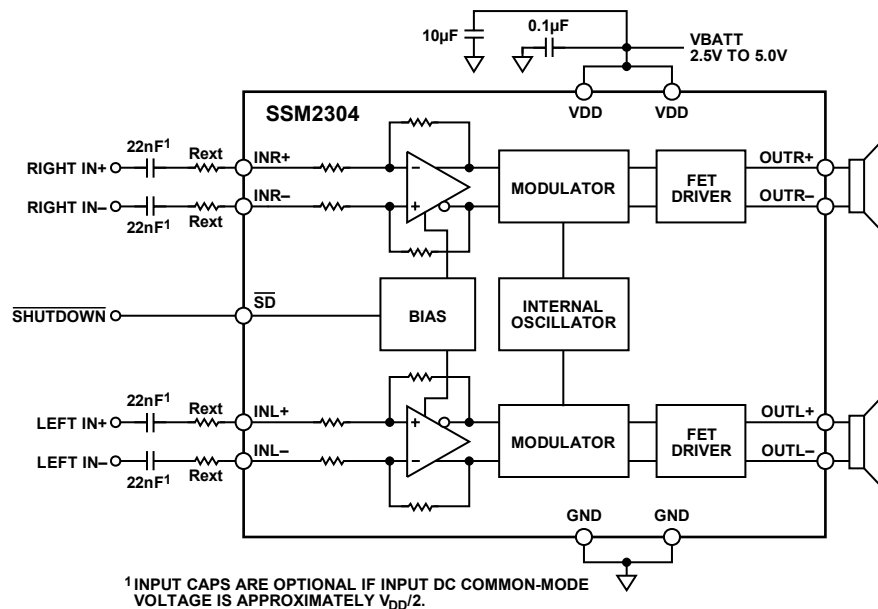 10µF
0.1µF
VBATT
2.5V TO 5.0V
SSM2304
VDD
VDD
22nF¹
Rext
RIGHT IN+
INR+
–
MODULATOR
FET
DRIVER
OUTR+
RIGHT IN–
INR–
+
OUTR–
22nF¹
Rext
SHUTDOWN
SD
BIAS
INTERNAL
OSCILLATOR
22nF¹
Rext
LEFT IN+
INL+
+
MODULATOR
FET
DRIVER
OUTL+
LEFT IN–
INL–
–
OUTL–
22nF¹
Rext
GND
GND
¹ INPUT CAPS ARE OPTIONAL IF INPUT DC COMMON-MODE
VOLTAGE IS APPROXIMATELY VDD/2.